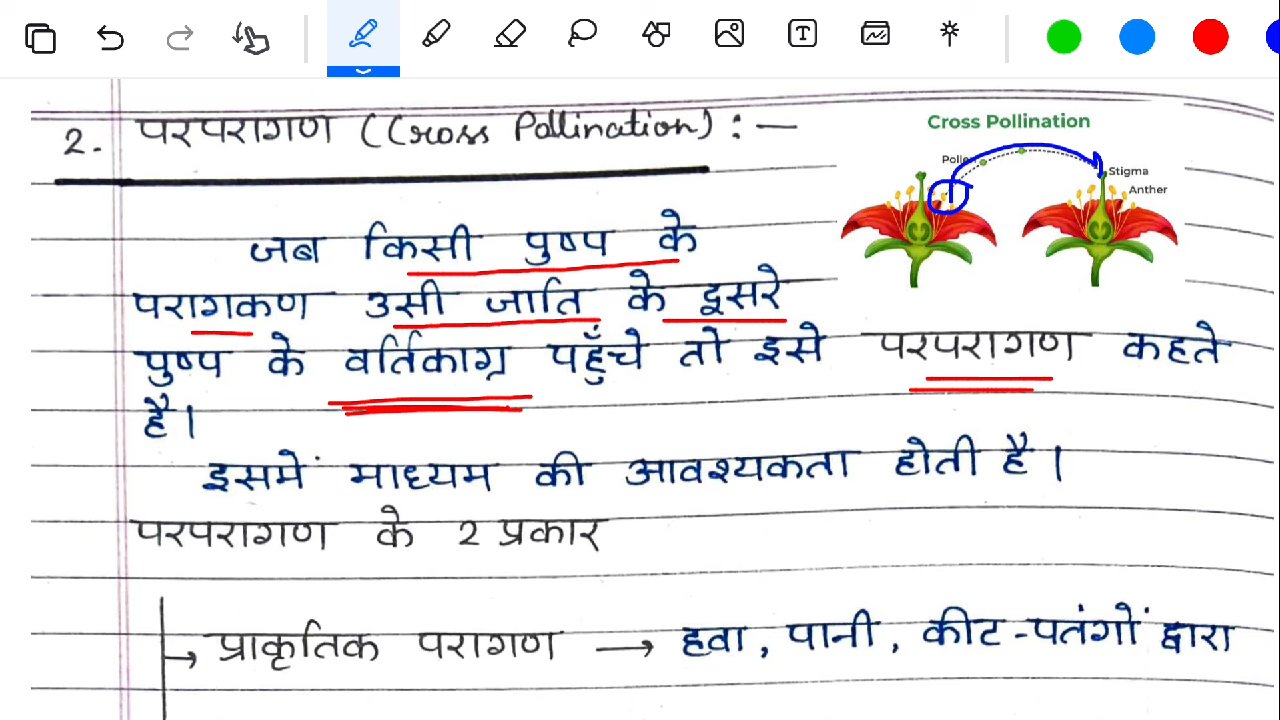 2. परपरागण (Cross Pollination) : —
Cross Pollination
Stigma
Anther
जब किसी पुष्प के
परागकण उसी जाति के दूसरे
पुष्प के वर्तिकाग्र पहुँचे तो इसे परपरागण कहते
है।
इसमें माध्यम की आवश्यकता होती है।
परपरागण के 2 प्रकार
→ प्राकृतिक परागण → हवा, पानी, कीट-पतंगों द्वारा